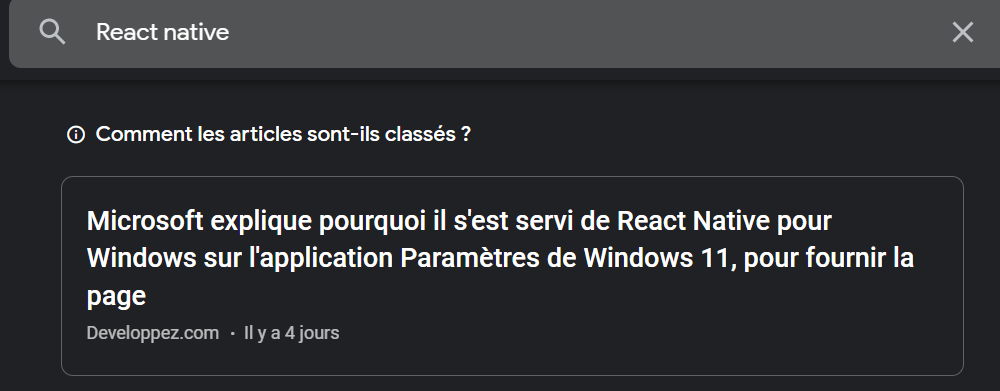 React native
Comment les articles sont-ils classés ?
Microsoft explique pourquoi il s'est servi de React Native pour
Windows sur l'application Paramètres de Windows 11, pour fournir la
page
Developpez.com · Il y a 4 jours